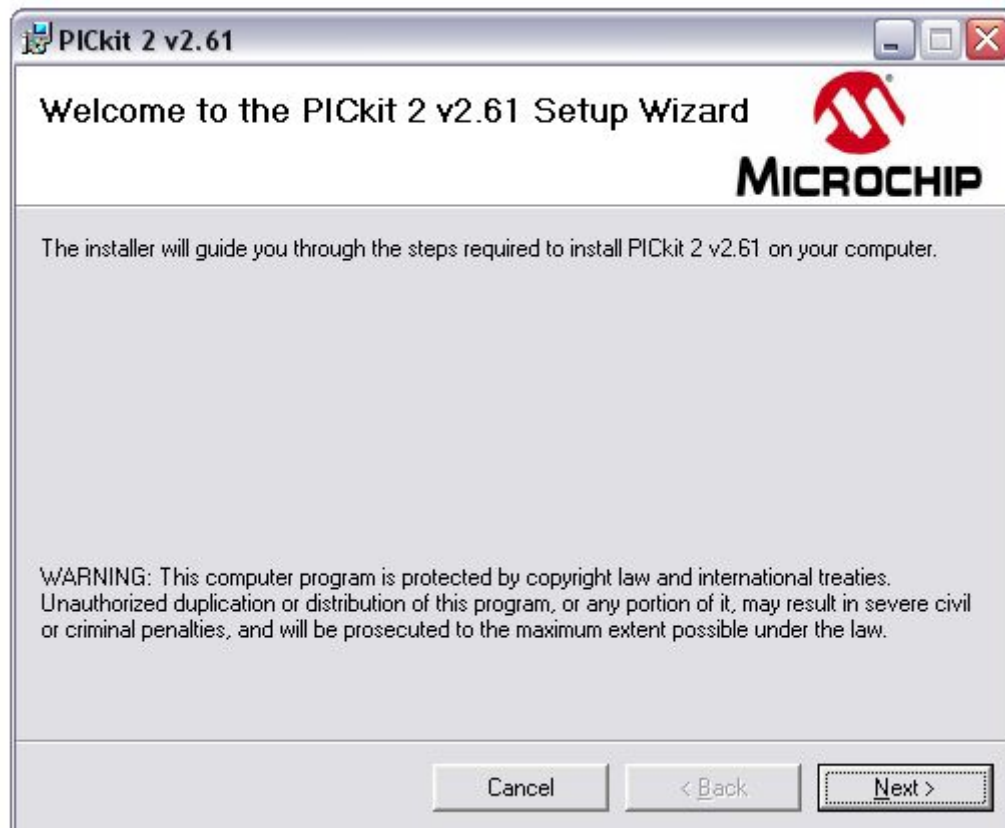 PICkit 2 v2.61
Welcome to the PICkit 2 v2.61 Setup Wizard
MICROCHIP
The installer will guide you through the steps required to install PICkit 2 v2.61 on your computer.
WARNING: This computer program is protected by copyright law and international treaties.
Unauthorized duplication or distribution of this program, or any portion of it, may result in severe civil
or criminal penalties, and will be prosecuted to the maximum extent possible under the law.
Cancel < Back Next >